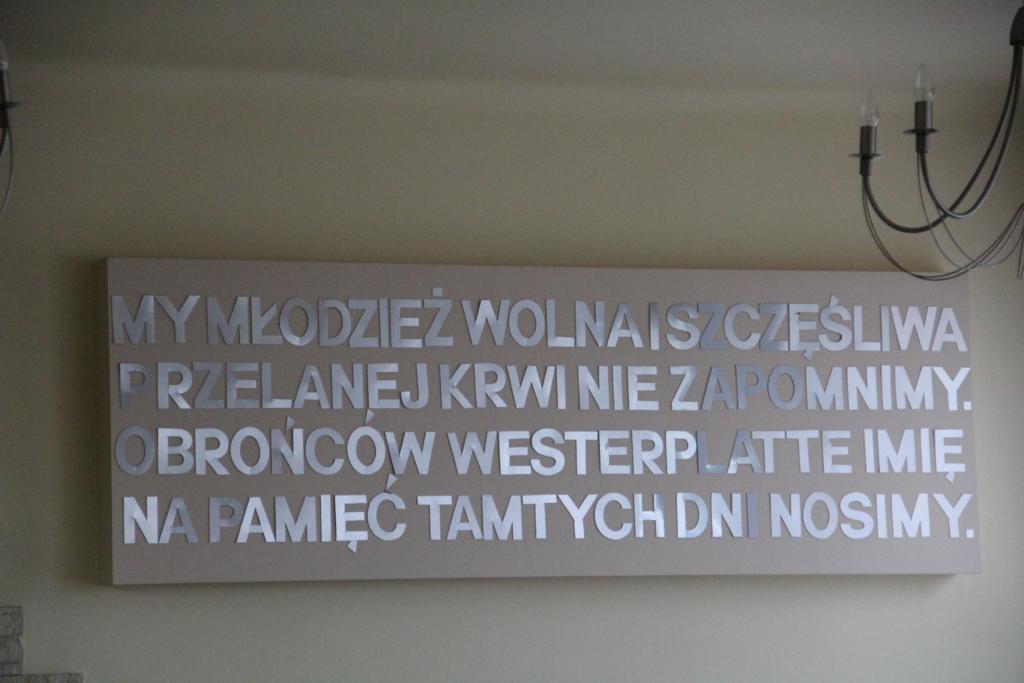 MY MŁODZIEŻ WOLNA I SZCZĘŚLIWA
PRZELANEJ KRWI NIE ZAPOMNIMY.
OBROŃCÓW WESTERPLATTE IMIĘ
NA PAMIĘĆ TAMTYCH DNI NOSIMY.